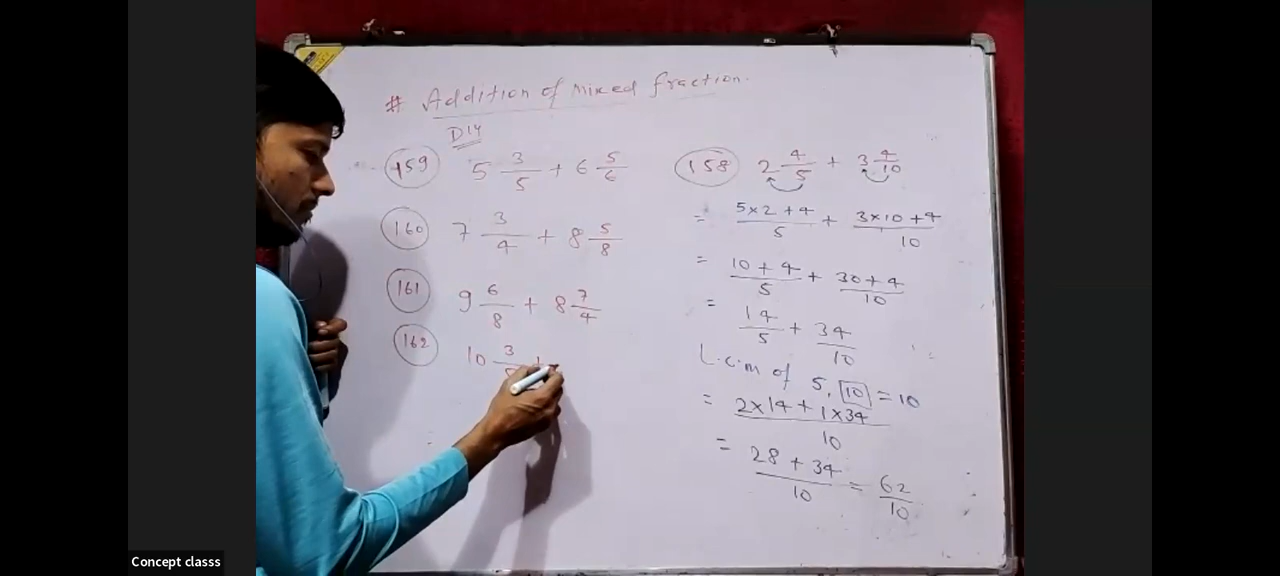 # Addition of Mixed fraction.
DIY
159 5 3/5 + 6 5/6
160 7 3/4 + 8 5/8
161 9 6/8 + 8 7/4
162 10 3/
158 2 4/5 + 3 4/10
= 5×2+4/5 + 3×10+4/10
= 10+4/5 + 30+4/10
= 14/5 + 34/10
L.C.M of 5, 10 = 10
= 2×14+1×34/10
= 28+34/10 = 62/10
Concept classs